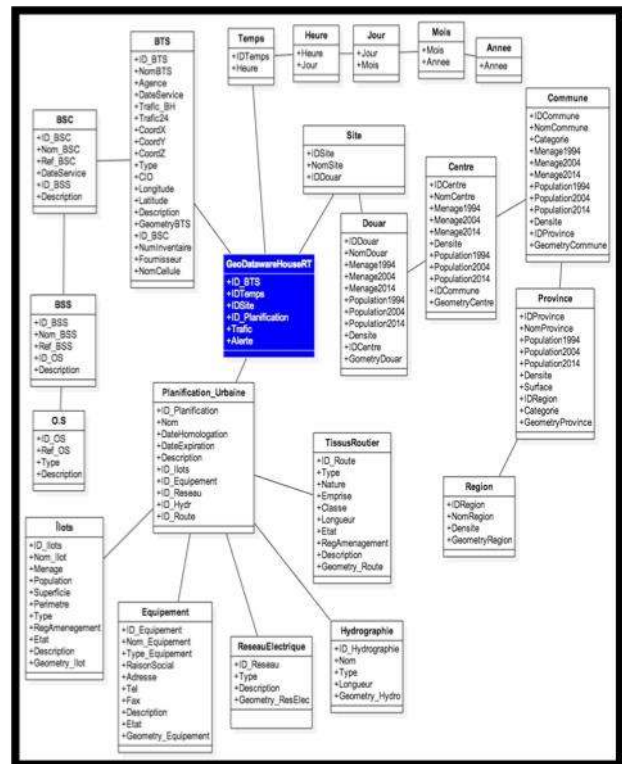 BTS
+ID_BTS
+NomBTS
+Agence
+DateService
+Trafic_BH
+Trafic24
+CoordX
+CoordY
+CoordZ
+Type
+CIO
+Longitude
+Latitude
+Description
+GeometryBTS
+ID_BSC
+NumInventaire
+Fournisseur
+NomCellule
Temps
+IDTemps
+Heure
Heure
+Heure
+Jour
Jour
+Jour
+Mois
Mois
+Mois
+Annee
Annee
+Annee
BSC
+ID_BSC
+Nom_BSC
+Ref_BSC
+DateService
+ID_BSS
+Description
Site
+IDSite
+NomSite
+IDDouar
Commune
+IDCommune
+NomCommune
+Categorie
+Menage1994
+Menage2004
+Menage2014
+Population1994
+Population2004
+Population2014
+Densite
+IDProvince
+GeometryCommune
Centre
+IDCentre
+NomCentre
+Menage1994
+Menage2004
+Menage2014
+Densite
+Population1994
+Population2004
+Population2014
+IDCommune
+GeometryCentre
Douar
+IDDouar
+NomDouar
+Menage1994
+Menage2004
+Menage2014
+Population1994
+Population2004
+Population2014
+Densite
+IDCentre
+GometryDouar
GeoDatawareHouseRT
+ID_BTS
+IDTemps
+IDSite
+ID_Planification
+Trafic
+Alerte
BSS
+ID_BSS
+Nom_BSS
+Ref_BSS
+ID_OS
+Description
Province
+IDProvince
+NomProvince
+Population1994
+Population2004
+Population2014
+Densite
+Surface
+IDRegion
+Categorie
+GeometryProvince
O.S
+ID_OS
+Ref_OS
+Type
+Description
Planification_Urbaine
+ID_Planification
+Nom
+DateHomologation
+DateExpiration
+Description
+ID_Ilots
+ID_Equipement
+ID_Reseau
+ID_Hydr
+ID_Route
TissusRoutier
+ID_Route
+Type
+Nature
+Emprise
+Classe
+Longueur
+Etat
+RegAmenagement
+Description
+Geometry_Route
Region
+IDRegion
+NomRegion
+Densite
+GeometryRegion
Îlots
+ID_Ilots
+Nom_Ilot
+Menage
+Population
+Superficie
+Perimetre
+Type
+RegAmenegement
+Etat
+Description
+Geometry_Ilot
Equipement
+ID_Equipement
+Nom_Equipement
+Type_Equipement
+RaisonSocial
+Adresse
+Tel
+Fax
+Description
+Etat
+Geometry_Equipement
ReseauElectrique
+ID_Reseau
+Type
+Description
+Geometry_ResElec
Hydrographie
+ID_Hydrographie
+Nom
+Type
+Longueur
+Geometry_Hydro